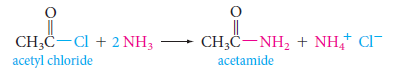 O O
CH₃C—Cl + 2 NH₃ ⟶ CH₃C—NH₂ + NH₄⁺ Cl⁻
acetyl chloride acetamide